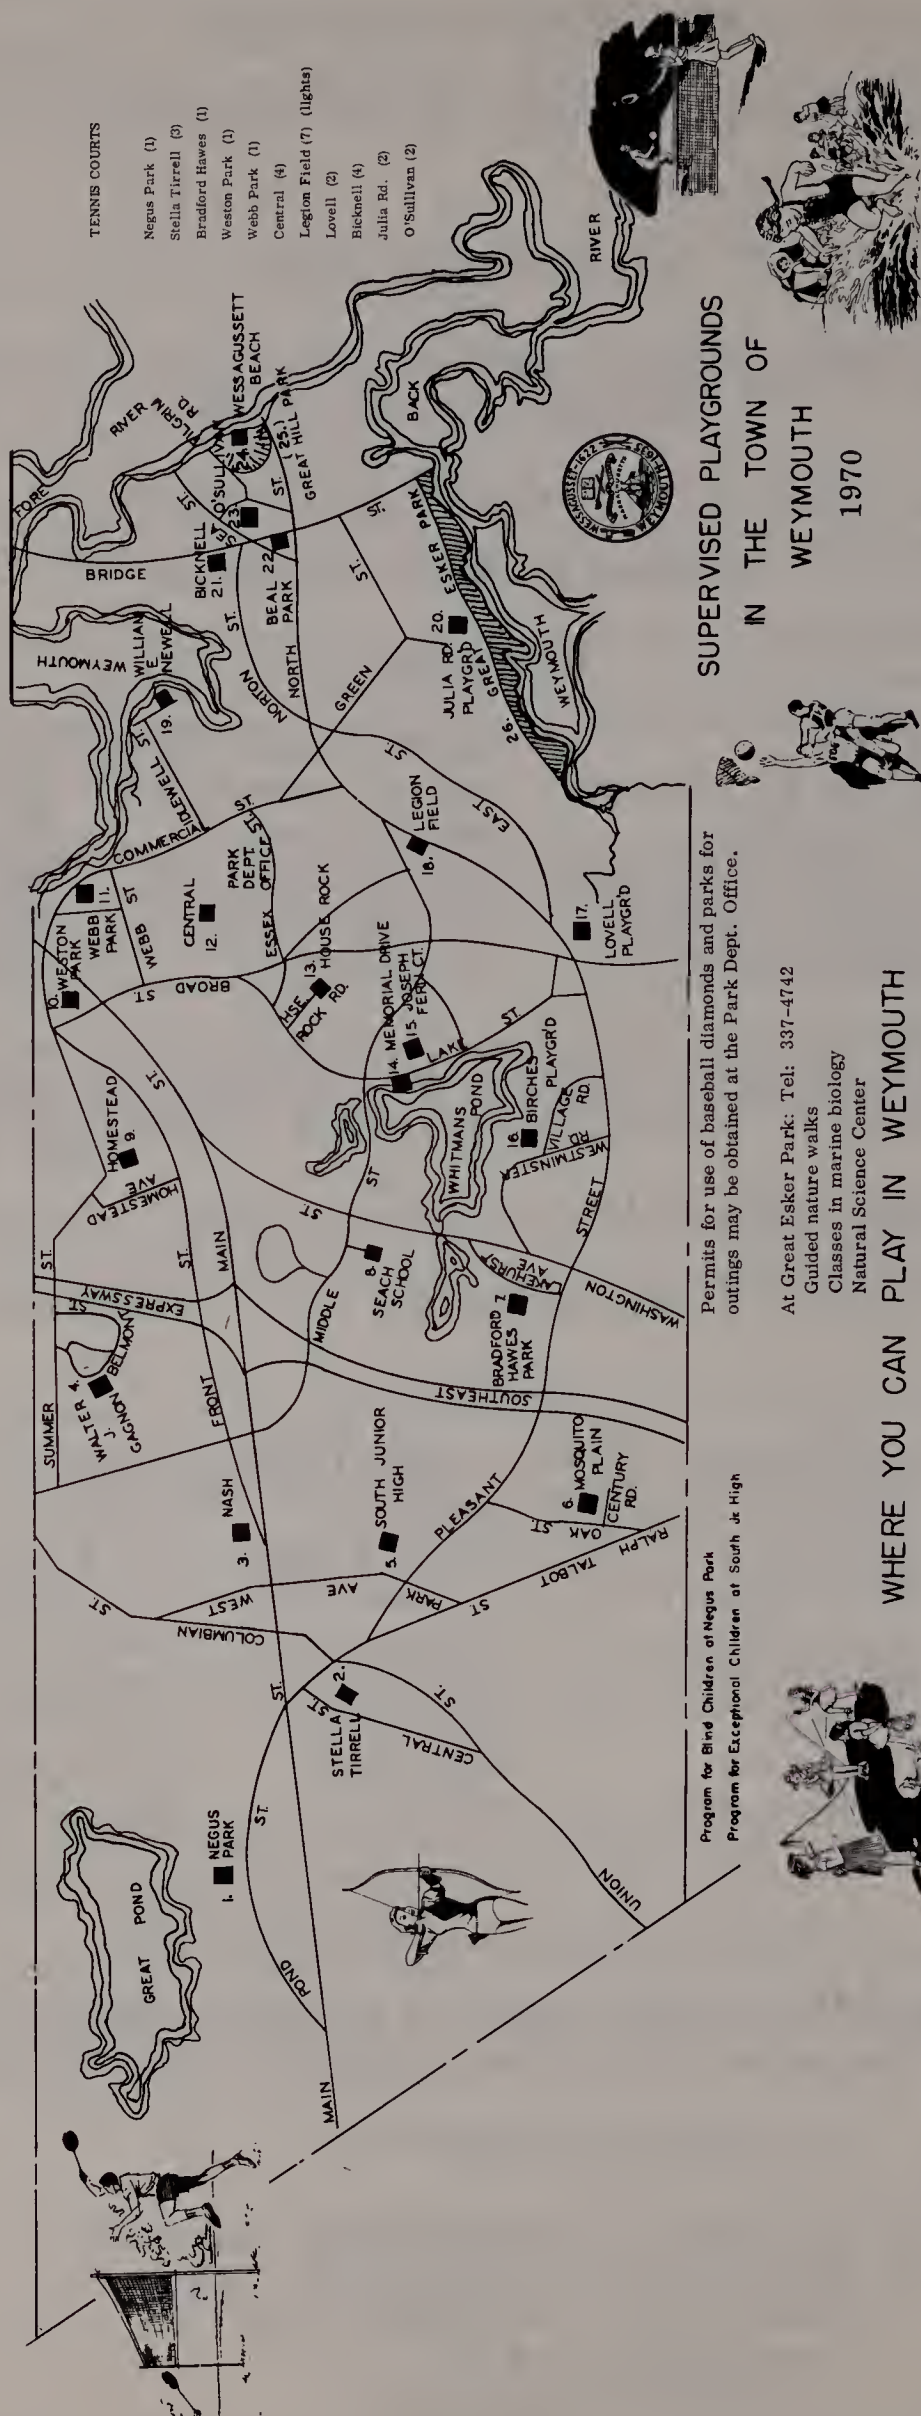 TENNIS COURTS
Negus Park (1)
Stella Tirrell (3)
Bradford Hawes (1)
Weston Park (1)
Webb Park (1)
Central (4)
Legion Field (7) (lights)
Lovell (2)
Bicknell (4)
Julia Rd. (2)
O'Sullivan (2)
GREAT POND
1. NEGUS PARK
STELLA TIRRELL 2.
3. NASH
WALTER 4.
J.
GAGNON
5. SOUTH JUNIOR HIGH
6. MOSQUITO PLAIN
BRADFORD 7.
HAWES
PARK
8. SEACH SCHOOL
HOMESTEAD 9.
10. WESTON PARK
WEBB 11.
PARK
CENTRAL
12.
13. HOUSE ROCK
14. MEMORIAL DRIVE
15. JOSEPH
FERN CT.
16. BIRCHES
PLAYGR'D
17.
LOVELL
PLAYGR'D
18. LEGION FIELD
WILLIAM
E.
NEWELL
19.
JULIA RD. 20.
PLAYGR'D
BICKNELL
21.
BEAL 22.
PARK
O'SULLIVAN
23.
24. WESSAGUSSETT
BEACH
(25.)
GREAT HILL PARK
26. GREAT ESKER PARK
PARK
DEPT.
OFFICE
WHITMANS
POND
MAIN ST.
POND ST.
UNION ST.
CENTRAL ST.
COLUMBIAN ST.
WEST
PARK AVE
PLEASANT STREET
RALPH TALBOT ST
OAK ST.
CENTURY RD.
SUMMER ST.
BELMONT ST
FRONT ST.
MAIN
SOUTHEAST EXPRESSWAY
HOMESTEAD AVE
MIDDLE ST
WASHINGTON ST.
LAKEHURST AVE
WESTMINSTER RD.
VILLAGE RD.
LAKE ST.
BROAD ST.
WEBB ST
HSE. ROCK RD.
ESSEX ST.
COMMERCIAL ST.
IDLEWELL ST.
EAST ST.
GREEN ST.
NORTON ST.
NORTH ST.
SEA ST.
BRIDGE ST.
PILGRIM RD.
WEYMOUTH
FORE RIVER
WEYMOUTH
BACK
RIVER
WESSAGUSSET-1622
WEYMOUTH-1635
SUPERVISED PLAYGROUNDS
IN THE TOWN OF
WEYMOUTH
1970
Permits for use of baseball diamonds and parks for
outings may be obtained at the Park Dept. Office.
At Great Esker Park: Tel: 337-4742
Guided nature walks
Classes in marine biology
Natural Science Center
Program for Blind Children at Negus Park
Program for Exceptional Children at South Jr High
WHERE YOU CAN PLAY IN WEYMOUTH